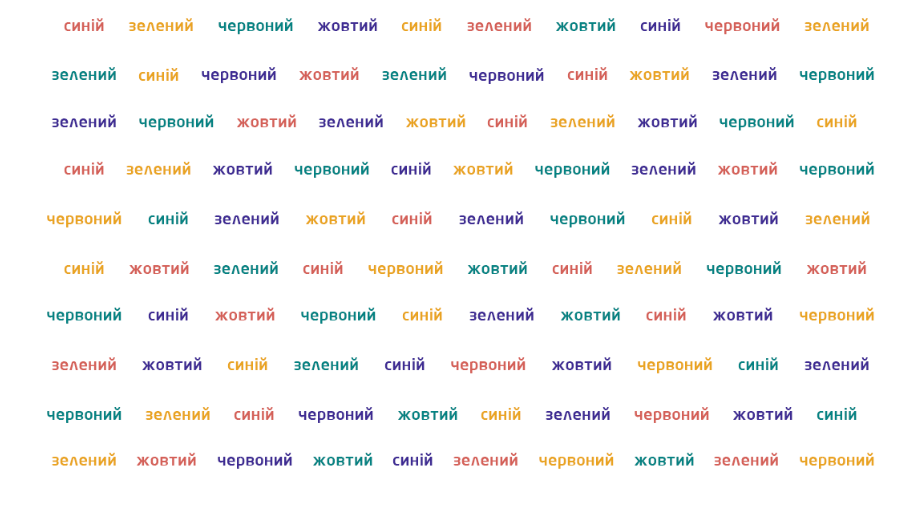 синій зелений червоний жовтий синій зелений жовтий синій червоний зелений
зелений синій червоний жовтий зелений червоний синій жовтий зелений червоний
зелений червоний жовтий зелений жовтий синій зелений жовтий червоний синій
синій зелений жовтий червоний синій жовтий червоний зелений жовтий червоний
червоний синій зелений жовтий синій зелений червоний синій жовтий зелений
синій жовтий зелений синій червоний жовтий синій зелений червоний жовтий
червоний синій жовтий червоний синій зелений жовтий синій жовтий червоний
зелений жовтий синій зелений синій червоний жовтий червоний синій зелений
червоний зелений синій червоний жовтий синій зелений червоний жовтий синій
зелений жовтий червоний жовтий синій зелений червоний жовтий зелений червоний